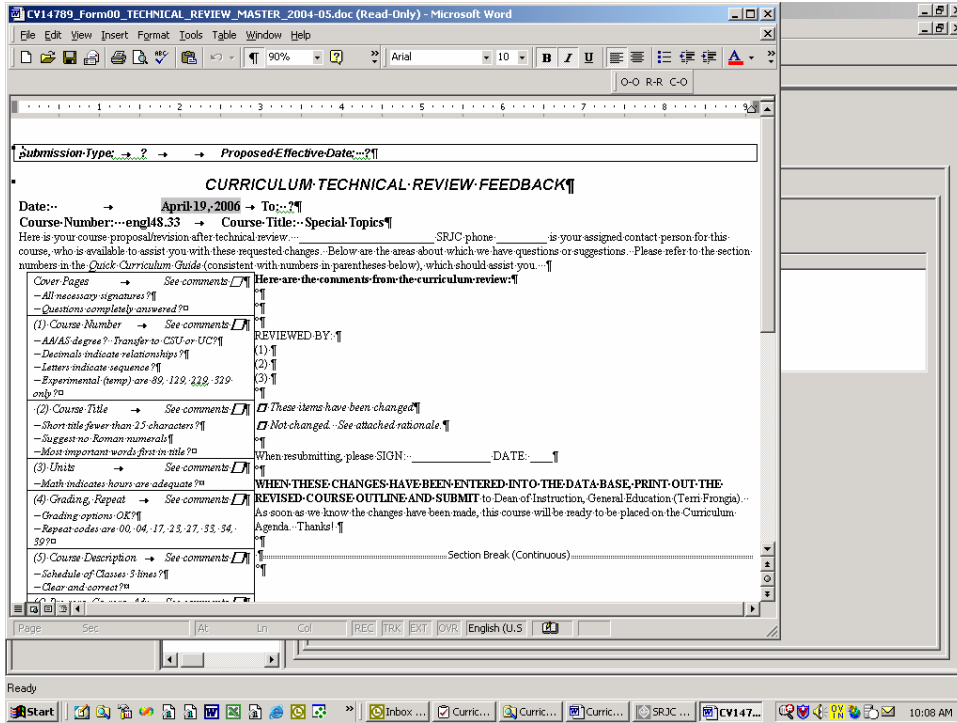 CV14789_Form00_TECHNICAL_REVIEW_MASTER_2004-05.doc (Read-Only) - Microsoft Word
File Edit View Insert Format Tools Table Window Help
90% Arial 10 B I U A
O-O R-R C-O
1 2 3 4 5 6 7 8 9
Submission Type: ? Proposed Effective Date: ?
CURRICULUM TECHNICAL REVIEW FEEDBACK
Date: April 19, 2006 To: ?
Course Number: engl48.33 Course Title: Special Topics
Here is your course proposal/revision after technical review. ____________________ SRJC phone __________ is your assigned contact person for this
course, who is available to assist you with these requested changes. Below are the areas about which we have questions or suggestions. Please refer to the section
numbers in the Quick Curriculum Guide (consistent with numbers in parentheses below), which should assist you.
Cover Pages See comments
– All necessary signatures?
– Questions completely answered?
(1) Course Number See comments
– AA/AS degree? Transfer to CSU or UC?
– Decimals indicate relationships?
– Letters indicate sequence?
– Experimental (temp) are 89, 129, 229, 329
only?
(2) Course Title See comments
– Short title fewer than 25 characters?
– Suggest no Roman numerals
– Most important words first in title?
(3) Units See comments
– Math indicates hours are adequate?
(4) Grading, Repeat See comments
– Grading options OK?
– Repeat codes are 00, 04, 17, 23, 27, 33, 34,
39?
(5) Course Description See comments
– Schedule of Classes 3 lines?
– Clear and correct?
Here are the comments from the curriculum review:
REVIEWED BY:
(1)
(2)
(3)
These items have been changed
Not changed. See attached rationale.
When resubmitting, please SIGN: ______________ DATE: ____
WHEN THESE CHANGES HAVE BEEN ENTERED INTO THE DATA BASE, PRINT OUT THE
REVISED COURSE OUTLINE AND SUBMIT to Dean of Instruction, General Education (Terri Frongia).
As soon as we know the changes have been made, this course will be ready to be placed on the Curriculum
Agenda. Thanks!
Section Break (Continuous)
Page Sec At Ln Col REC TRK EXT OVR English (U.S
Ready
Start Inbox ... Curric... Curric... Curric... SRJC ... CV147... 10:08 AM